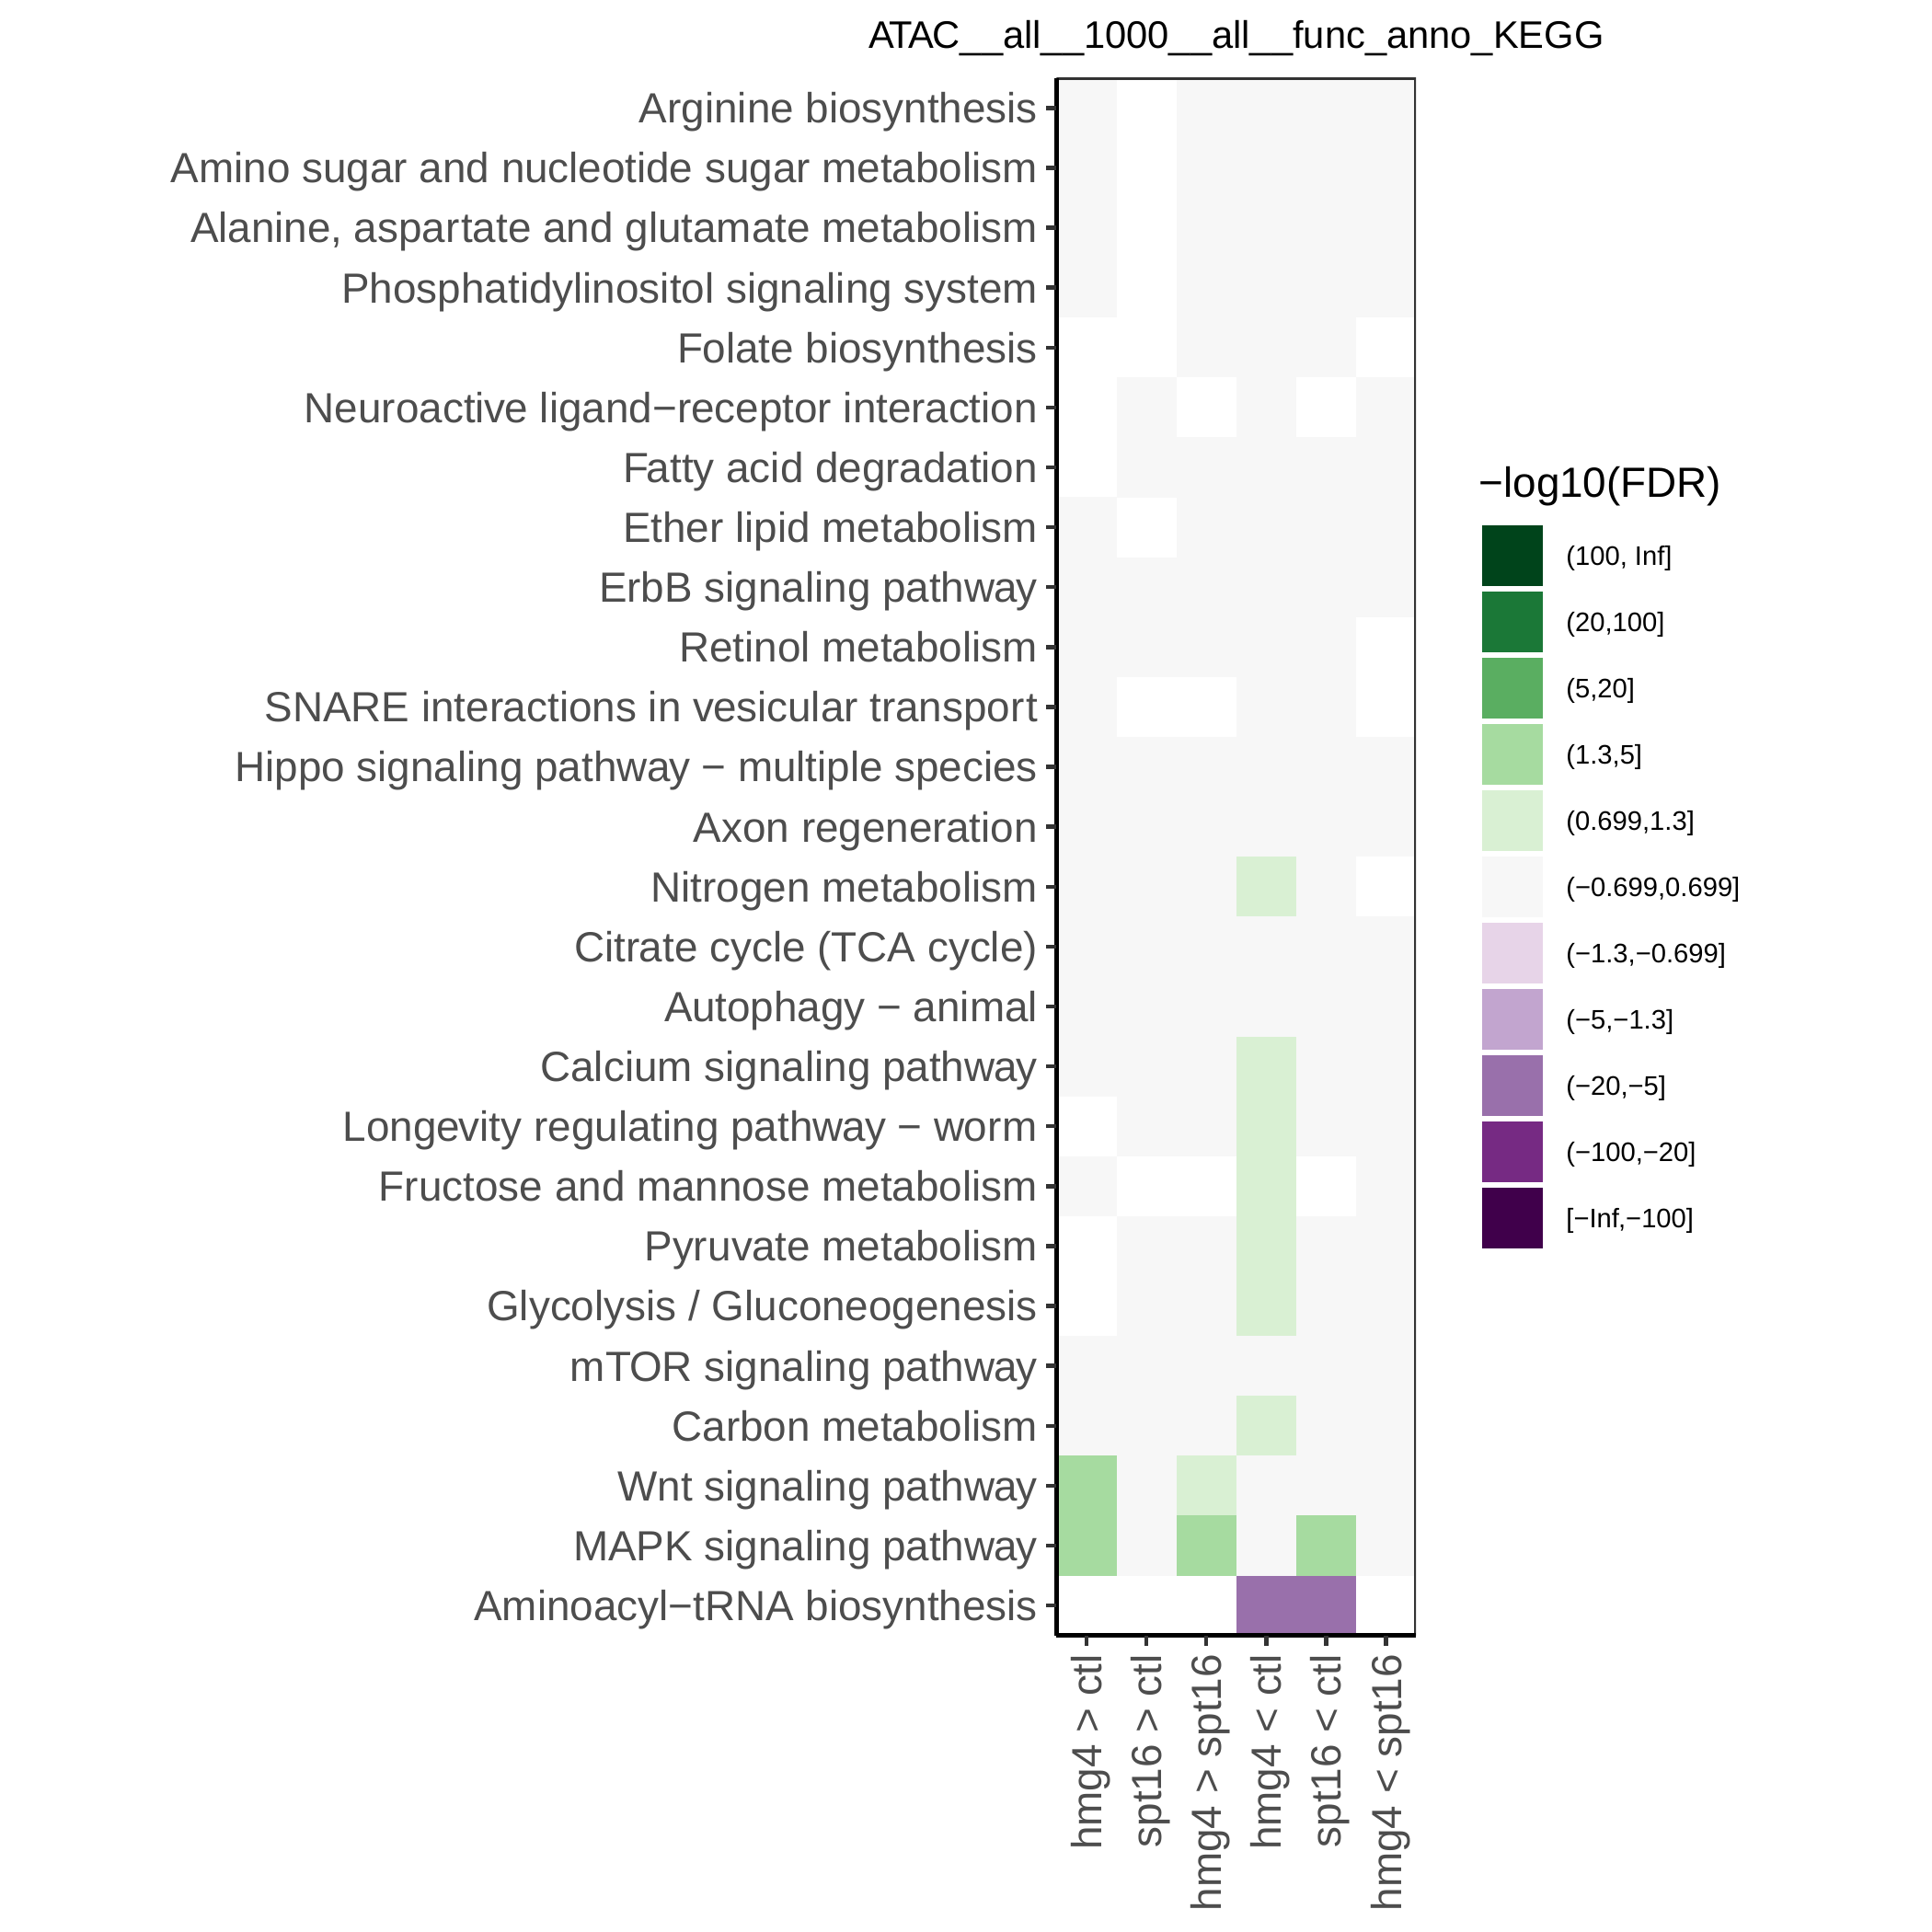 ATAC__all__1000__all__func_anno_KEGG
Arginine biosynthesis
Amino sugar and nucleotide sugar metabolism
Alanine, aspartate and glutamate metabolism
Phosphatidylinositol signaling system
Folate biosynthesis
Neuroactive ligand−receptor interaction
Fatty acid degradation
Ether lipid metabolism
ErbB signaling pathway
Retinol metabolism
SNARE interactions in vesicular transport
Hippo signaling pathway − multiple species
Axon regeneration
Nitrogen metabolism
Citrate cycle (TCA cycle)
Autophagy − animal
Calcium signaling pathway
Longevity regulating pathway − worm
Fructose and mannose metabolism
Pyruvate metabolism
Glycolysis / Gluconeogenesis
mTOR signaling pathway
Carbon metabolism
Wnt signaling pathway
MAPK signaling pathway
Aminoacyl−tRNA biosynthesis
hmg4 > ctl
spt16 > ctl
hmg4 > spt16
hmg4 < ctl
spt16 < ctl
hmg4 < spt16
−log10(FDR)
(100, Inf]
(20,100]
(5,20]
(1.3,5]
(0.699,1.3]
(−0.699,0.699]
(−1.3,−0.699]
(−5,−1.3]
(−20,−5]
(−100,−20]
[−Inf,−100]